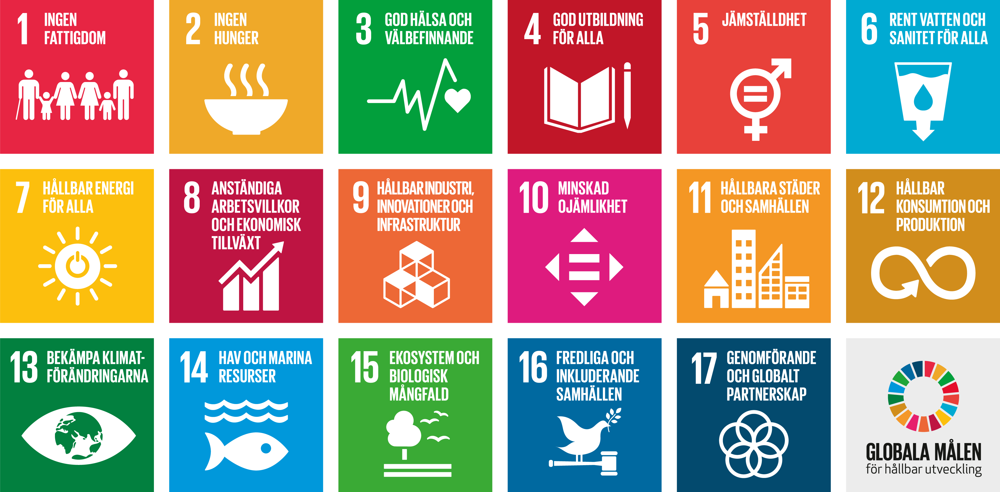 1 INGEN
FATTIGDOM
2 INGEN
HUNGER
3 GOD HÄLSA OCH
VÄLBEFINNANDE
4 GOD UTBILDNING
FÖR ALLA
5 JÄMSTÄLLDHET
6 RENT VATTEN OCH
SANITET FÖR ALLA
7 HÅLLBAR ENERGI
FÖR ALLA
8 ANSTÄNDIGA
ARBETSVILLKOR
OCH EKONOMISK
TILLVÄXT
9 HÅLLBAR INDUSTRI,
INNOVATIONER OCH
INFRASTRUKTUR
10 MINSKAD
OJÄMLIKHET
11 HÅLLBARA STÄDER
OCH SAMHÄLLEN
12 HÅLLBAR
KONSUMTION OCH
PRODUKTION
13 BEKÄMPA KLIMAT-
FÖRÄNDRINGARNA
14 HAV OCH MARINA
RESURSER
15 EKOSYSTEM OCH
BIOLOGISK
MÅNGFALD
16 FREDLIGA OCH
INKLUDERANDE
SAMHÄLLEN
17 GENOMFÖRANDE
OCH GLOBALT
PARTNERSKAP
GLOBALA MÅLEN
för hållbar utveckling